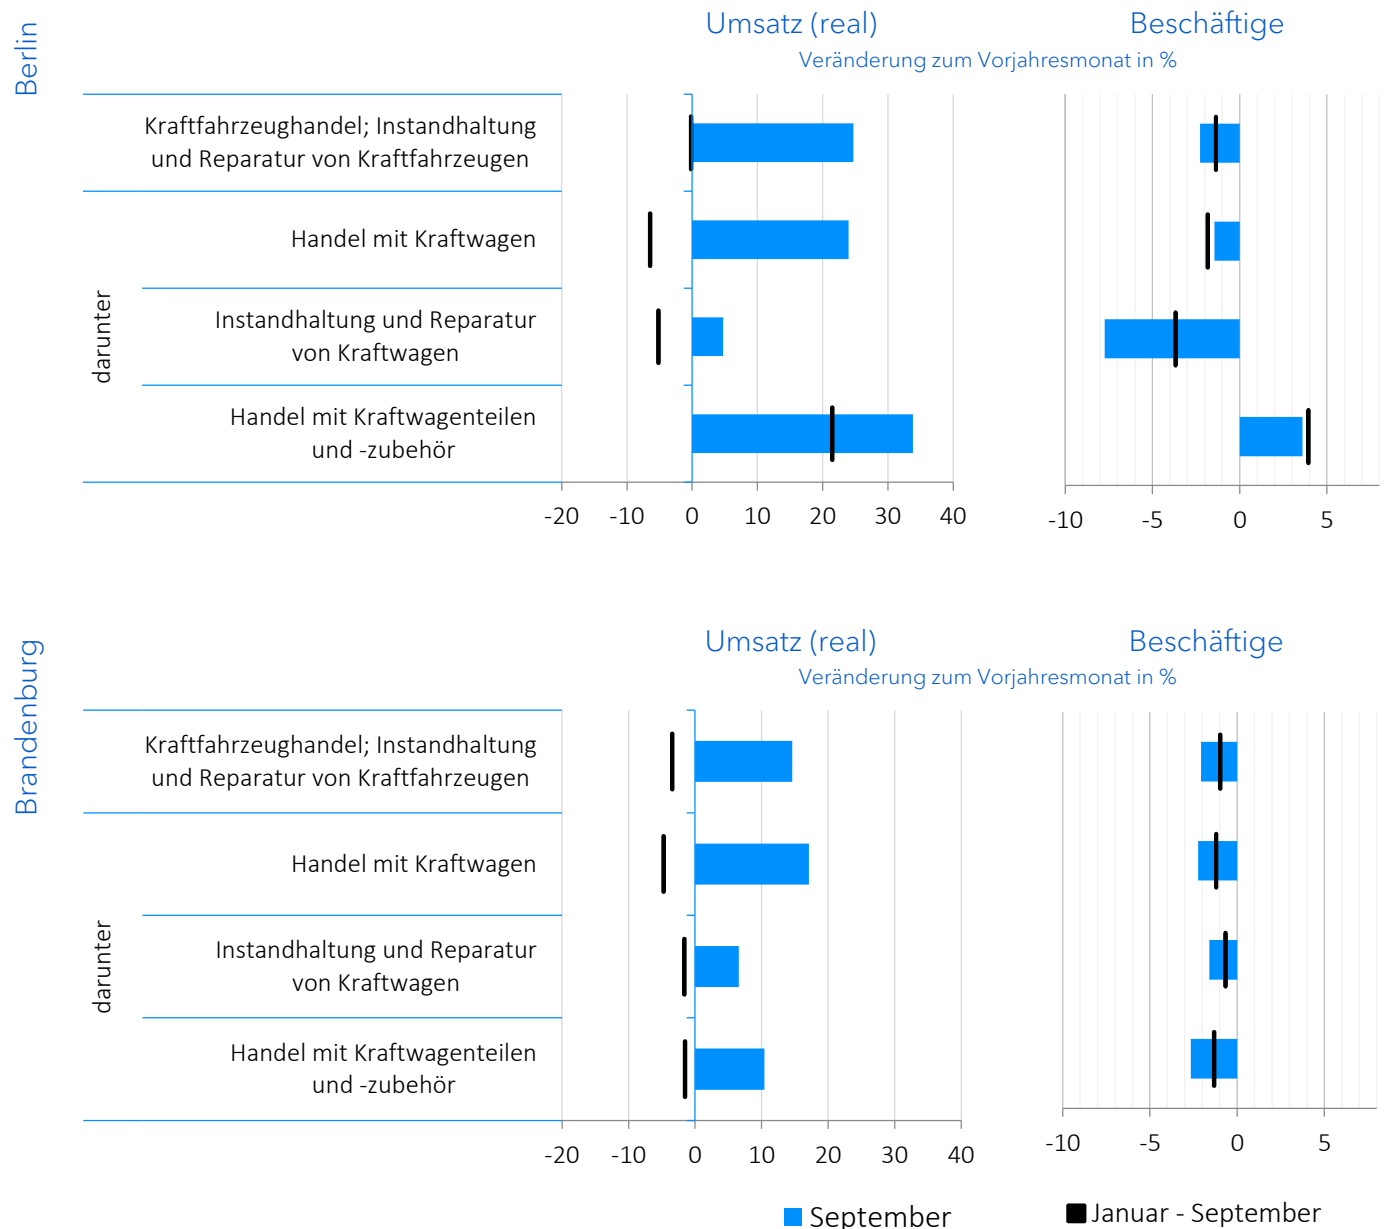 Berlin
Umsatz (real)
Beschäftige
Veränderung zum Vorjahresmonat in %
Kraftfahrzeughandel; Instandhaltung
und Reparatur von Kraftfahrzeugen
Handel mit Kraftwagen
darunter
Instandhaltung und Reparatur
von Kraftwagen
Handel mit Kraftwagenteilen
und -zubehör
-20 -10 0 10 20 30 40
-10 -5 0 5
Brandenburg
Umsatz (real)
Beschäftige
Veränderung zum Vorjahresmonat in %
Kraftfahrzeughandel; Instandhaltung
und Reparatur von Kraftfahrzeugen
Handel mit Kraftwagen
darunter
Instandhaltung und Reparatur
von Kraftwagen
Handel mit Kraftwagenteilen
und -zubehör
-20 -10 0 10 20 30 40
-10 -5 0 5
September
Januar - September